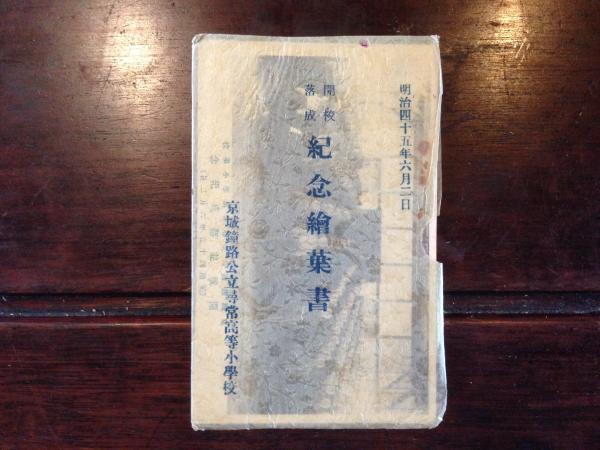 明治四十五年六月二日
開校
落成
紀念繪葉書
京城鐘路公立尋常高等小學校